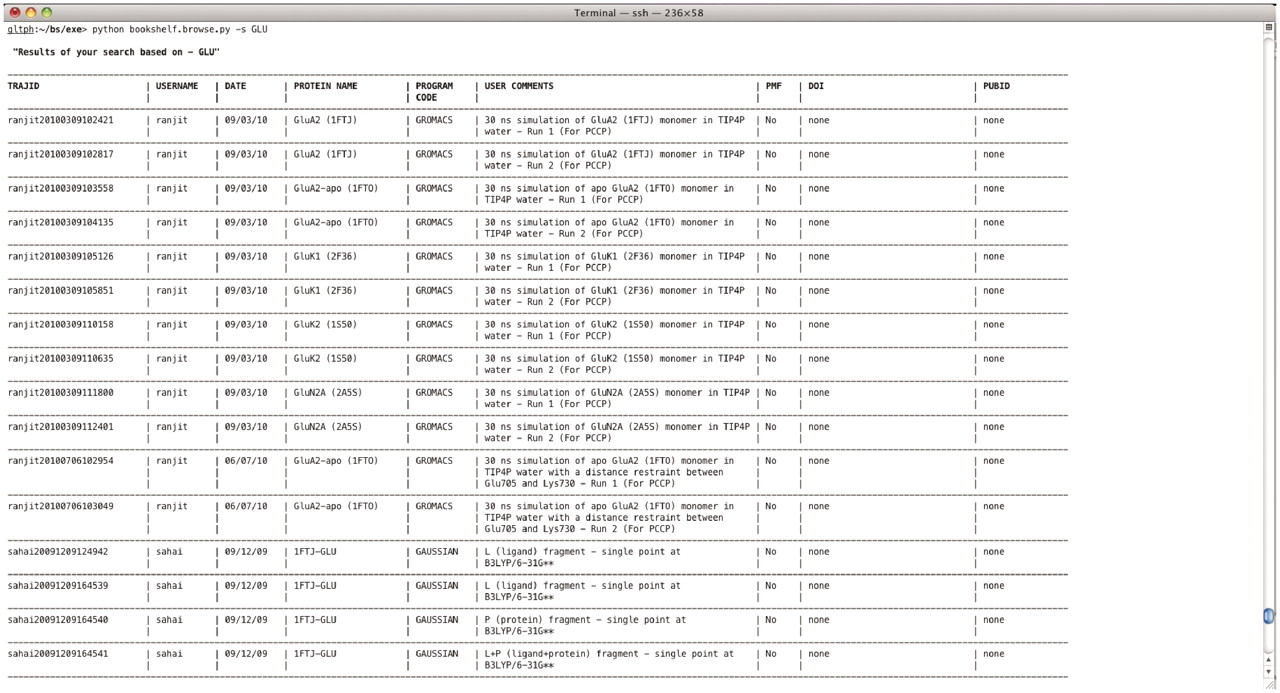 Terminal — ssh — 236×58
gltph:~/bs/exe> python bookshelf.browse.py -s GLU
"Results of your search based on - GLU"
TRAJID | USERNAME | DATE | PROTEIN NAME | PROGRAM | USER COMMENTS | PMF | DOI | PUBID
| | | | CODE | | | |
ranjit20100309102421 | ranjit | 09/03/10 | GluA2 (1FTJ) | GROMACS | 30 ns simulation of GluA2 (1FTJ) monomer in TIP4P | No | none | none
| | | | | water - Run 1 (For PCCP) | | |
ranjit20100309102817 | ranjit | 09/03/10 | GluA2 (1FTJ) | GROMACS | 30 ns simulation of GluA2 (1FTJ) monomer in TIP4P | No | none | none
| | | | | water - Run 2 (For PCCP) | | |
ranjit20100309103558 | ranjit | 09/03/10 | GluA2-apo (1FTO) | GROMACS | 30 ns simulation of apo GluA2 (1FTO) monomer in | No | none | none
| | | | | TIP4P water - Run 1 (For PCCP) | | |
ranjit20100309104135 | ranjit | 09/03/10 | GluA2-apo (1FTO) | GROMACS | 30 ns simulation of apo GluA2 (1FTO) monomer in | No | none | none
| | | | | TIP4P water - Run 2 (For PCCP) | | |
ranjit20100309105126 | ranjit | 09/03/10 | GluK1 (2F36) | GROMACS | 30 ns simulation of GluK1 (2F36) monomer in TIP4P | No | none | none
| | | | | water - Run 1 (For PCCP) | | |
ranjit20100309105851 | ranjit | 09/03/10 | GluK1 (2F36) | GROMACS | 30 ns simulation of GluK1 (2F36) monomer in TIP4P | No | none | none
| | | | | water - Run 2 (For PCCP) | | |
ranjit20100309110158 | ranjit | 09/03/10 | GluK2 (1S50) | GROMACS | 30 ns simulation of GluK2 (1S50) monomer in TIP4P | No | none | none
| | | | | water - Run 1 (For PCCP) | | |
ranjit20100309110635 | ranjit | 09/03/10 | GluK2 (1S50) | GROMACS | 30 ns simulation of GluK2 (1S50) monomer in TIP4P | No | none | none
| | | | | water - Run 2 (For PCCP) | | |
ranjit20100309111800 | ranjit | 09/03/10 | GluN2A (2A5S) | GROMACS | 30 ns simulation of GluN2A (2A5S) monomer in TIP4P | No | none | none
| | | | | water - Run 1 (For PCCP) | | |
ranjit20100309112401 | ranjit | 09/03/10 | GluN2A (2A5S) | GROMACS | 30 ns simulation of GluN2A (2A5S) monomer in TIP4P | No | none | none
| | | | | water - Run 2 (For PCCP) | | |
ranjit20100706102954 | ranjit | 06/07/10 | GluA2-apo (1FTO) | GROMACS | 30 ns simulation of apo GluA2 (1FTO) monomer in | No | none | none
| | | | | TIP4P water with a distance restraint between | | |
| | | | | Glu705 and Lys730 - Run 1 (For PCCP) | | |
ranjit20100706103049 | ranjit | 06/07/10 | GluA2-apo (1FTO) | GROMACS | 30 ns simulation of apo GluA2 (1FTO) monomer in | No | none | none
| | | | | TIP4P water with a distance restraint between | | |
| | | | | Glu705 and Lys730 - Run 2 (For PCCP) | | |
sahai20091209124942 | sahai | 09/12/09 | 1FTJ-GLU | GAUSSIAN | L (ligand) fragment - single point at | No | none | none
| | | | | B3LYP/6-31G** | | |
sahai20091209164539 | sahai | 09/12/09 | 1FTJ-GLU | GAUSSIAN | L (ligand) fragment - single point at | No | none | none
| | | | | B3LYP/6-31G** | | |
sahai20091209164540 | sahai | 09/12/09 | 1FTJ-GLU | GAUSSIAN | P (protein) fragment - single point at | No | none | none
| | | | | B3LYP/6-31G** | | |
sahai20091209164541 | sahai | 09/12/09 | 1FTJ-GLU | GAUSSIAN | L+P (ligand+protein) fragment - single point at | No | none | none
| | | | | B3LYP/6-31G** | | |